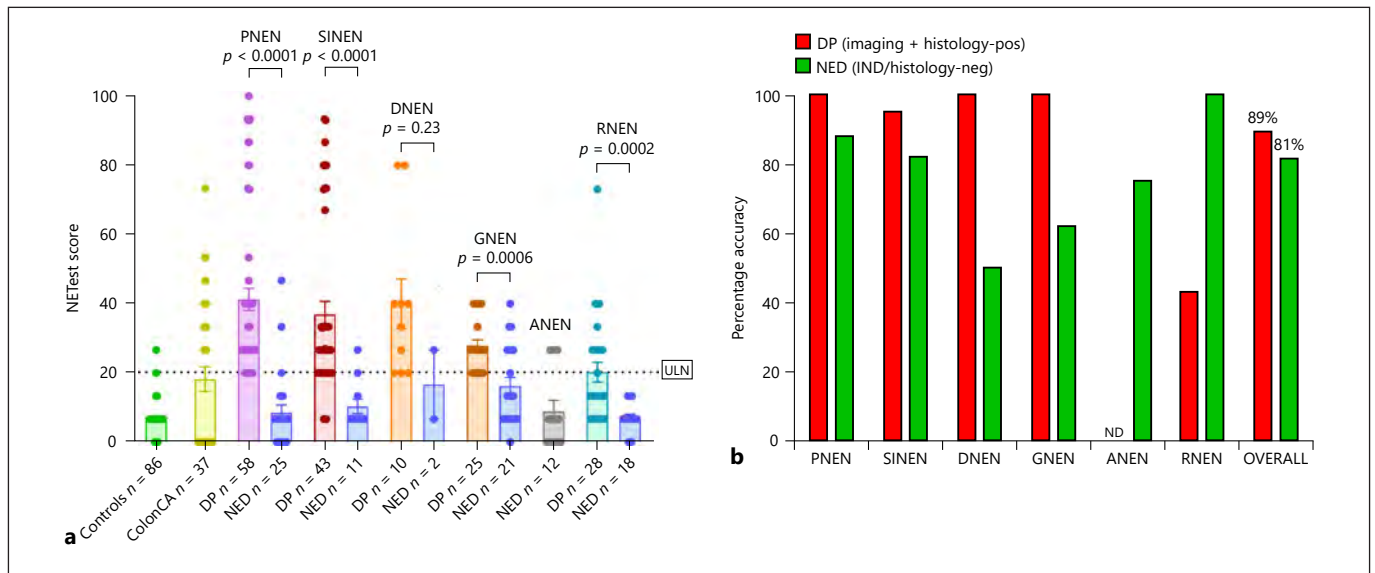 PNEN
p < 0.0001
SINEN
p < 0.0001
DNEN
p = 0.23
RNEN
p = 0.0002
GNEN
p = 0.0006
ANEN
100
80
60
40
20
0
NETest score
ULN
Controls n = 86
ColonCA n = 37
DP n = 58
NED n = 25
DP n = 43
NED n = 11
DP n = 10
NED n = 2
DP n = 25
NED n = 21
NED n = 12
DP n = 28
NED n = 18
a
DP (imaging + histology-pos)
NED (IND/histology-neg)
100
80
60
40
20
0
Percentage accuracy
89%
81%
ND
PNEN SINEN DNEN GNEN ANEN RNEN OVERALL
b